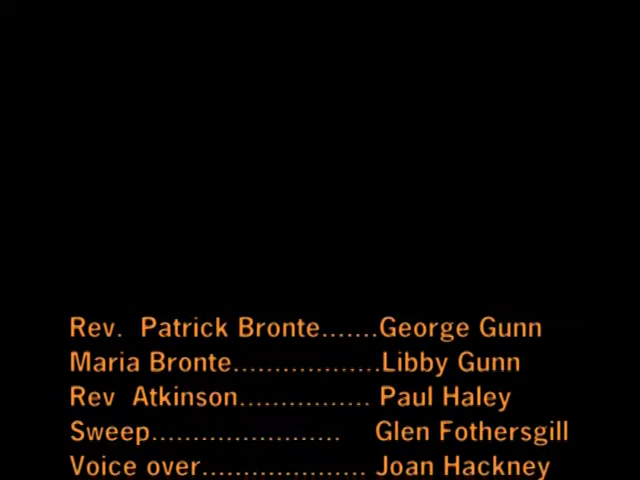 Rev.  Patrick Bronte.......George Gunn
Maria Bronte..................Libby Gunn
Rev  Atkinson................ Paul Haley
Sweep.......................    Glen Fothersgill
Voice over.................... Joan Hackney